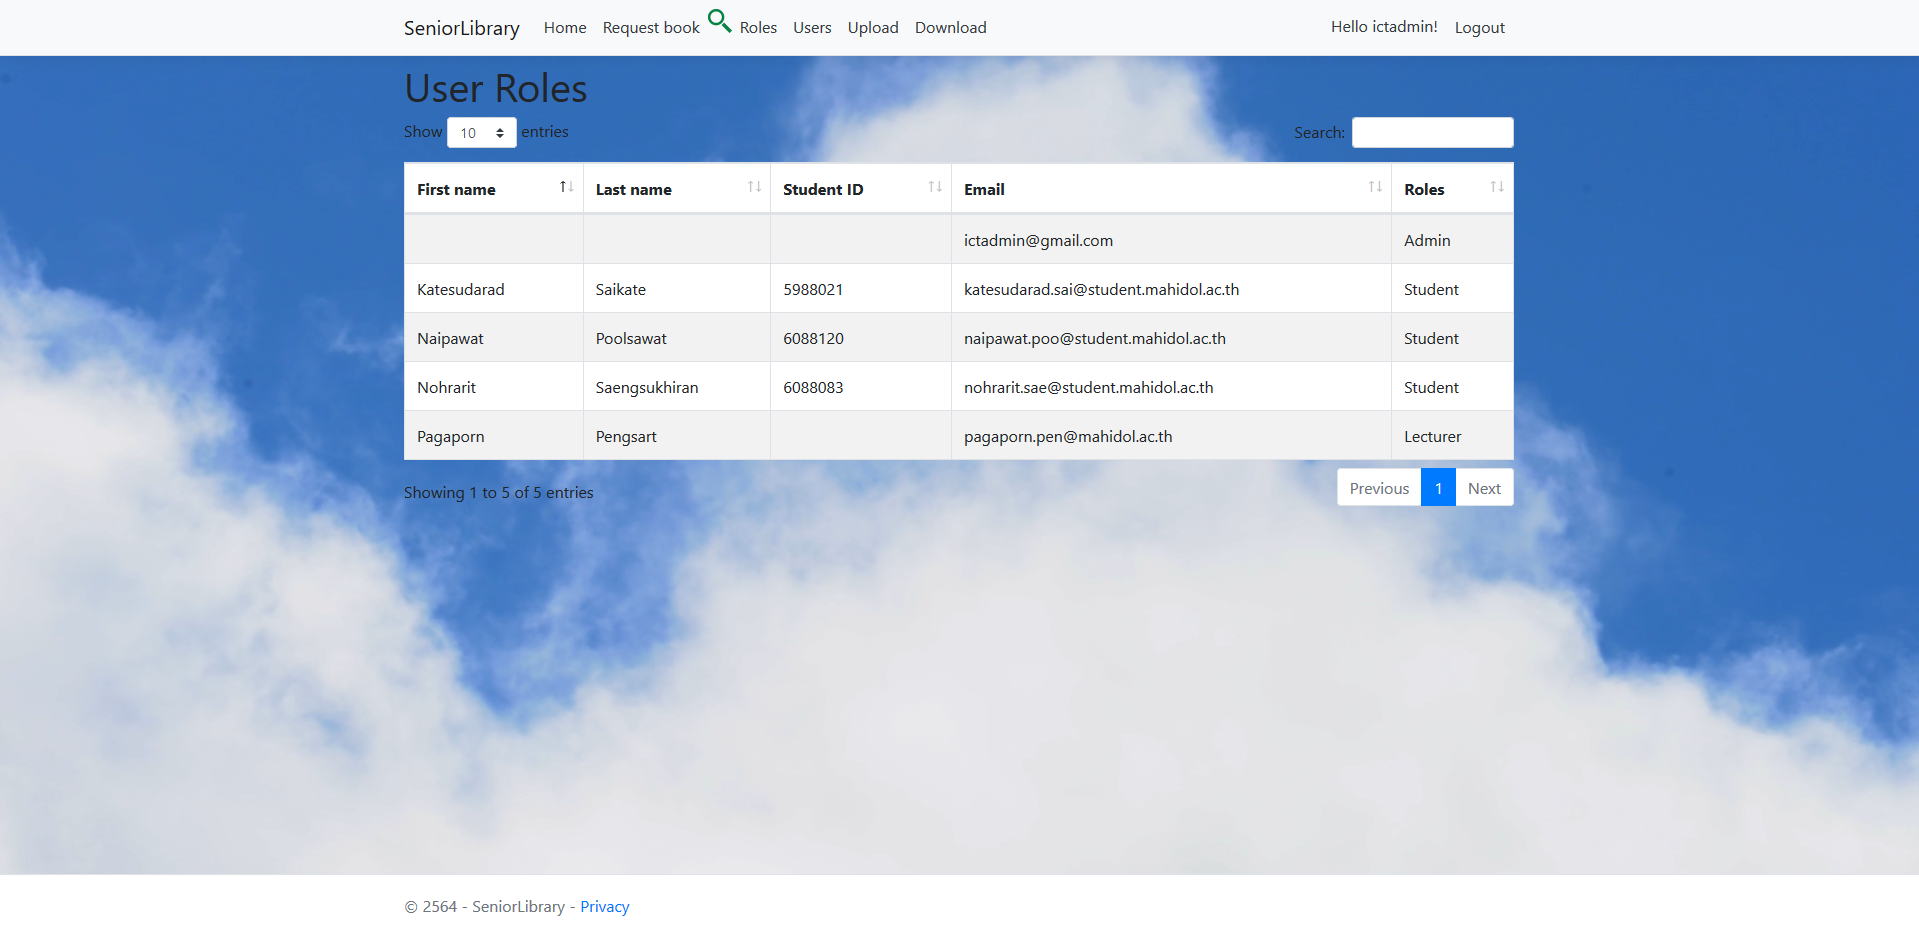 SeniorLibrary Home Request book Roles Users Upload Download Hello ictadmin! Logout
User Roles
Show 10 entries Search:
First name Last name Student ID Email Roles
ictadmin@gmail.com Admin
Katesudarad Saikate 5988021 katesudarad.sai@student.mahidol.ac.th Student
Naipawat Poolsawat 6088120 naipawat.poo@student.mahidol.ac.th Student
Nohrarit Saengsukhiran 6088083 nohrarit.sae@student.mahidol.ac.th Student
Pagaporn Pengsart pagaporn.pen@mahidol.ac.th Lecturer
Showing 1 to 5 of 5 entries Previous 1 Next
© 2564 - SeniorLibrary - Privacy